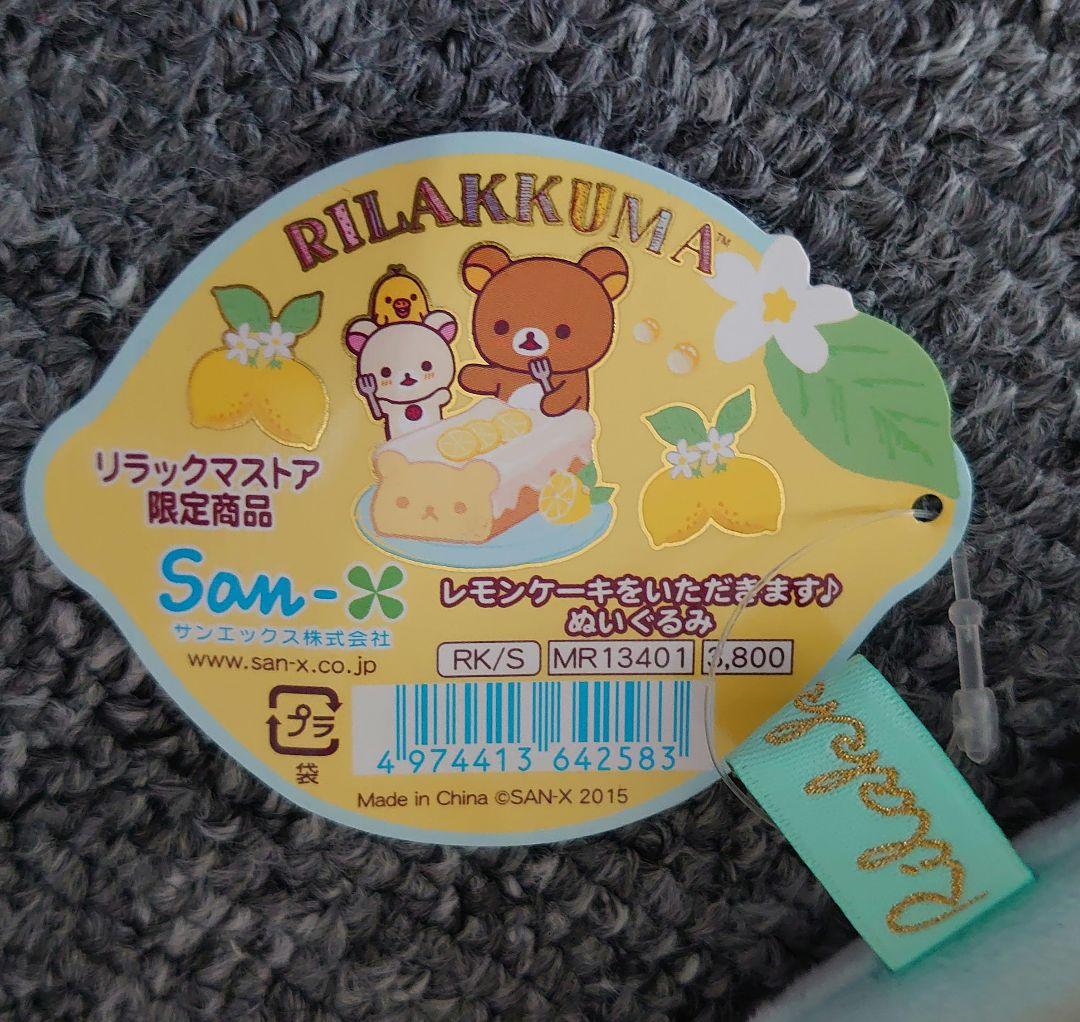 RILAKKUMA™
リラックマストア
限定商品
San-X
サンエックス株式会社
www.san-x.co.jp
レモンケーキをいただきます♪
ぬいぐるみ
RK/S MR13401 3,800
プラ
袋
4 974413 642583
Made in China ©SAN-X 2015